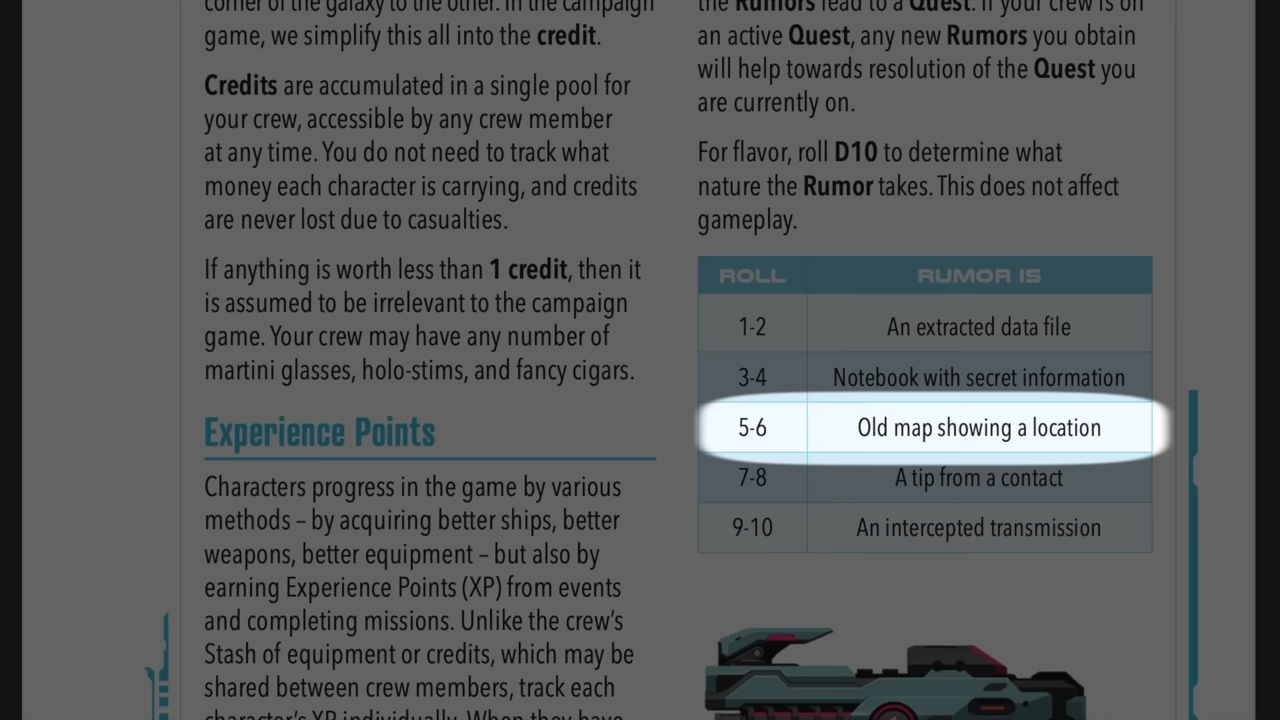 corner of the galaxy to the other. In the campaign
game, we simplify this all into the credit.
Credits are accumulated in a single pool for
your crew, accessible by any crew member
at any time. You do not need to track what
money each character is carrying, and credits
are never lost due to casualties.
If anything is worth less than 1 credit, then it
is assumed to be irrelevant to the campaign
game. Your crew may have any number of
martini glasses, holo-stims, and fancy cigars.
Experience Points
Characters progress in the game by various
methods – by acquiring better ships, better
weapons, better equipment – but also by
earning Experience Points (XP) from events
and completing missions. Unlike the crew's
Stash of equipment or credits, which may be
shared between crew members, track each
character's XP individually. When they have
the Rumors lead to a Quest. If your crew is on
an active Quest, any new Rumors you obtain
will help towards resolution of the Quest you
are currently on.
For flavor, roll D10 to determine what
nature the Rumor takes. This does not affect
gameplay.
ROLL RUMOR IS
1-2 An extracted data file
3-4 Notebook with secret information
5-6 Old map showing a location
7-8 A tip from a contact
9-10 An intercepted transmission